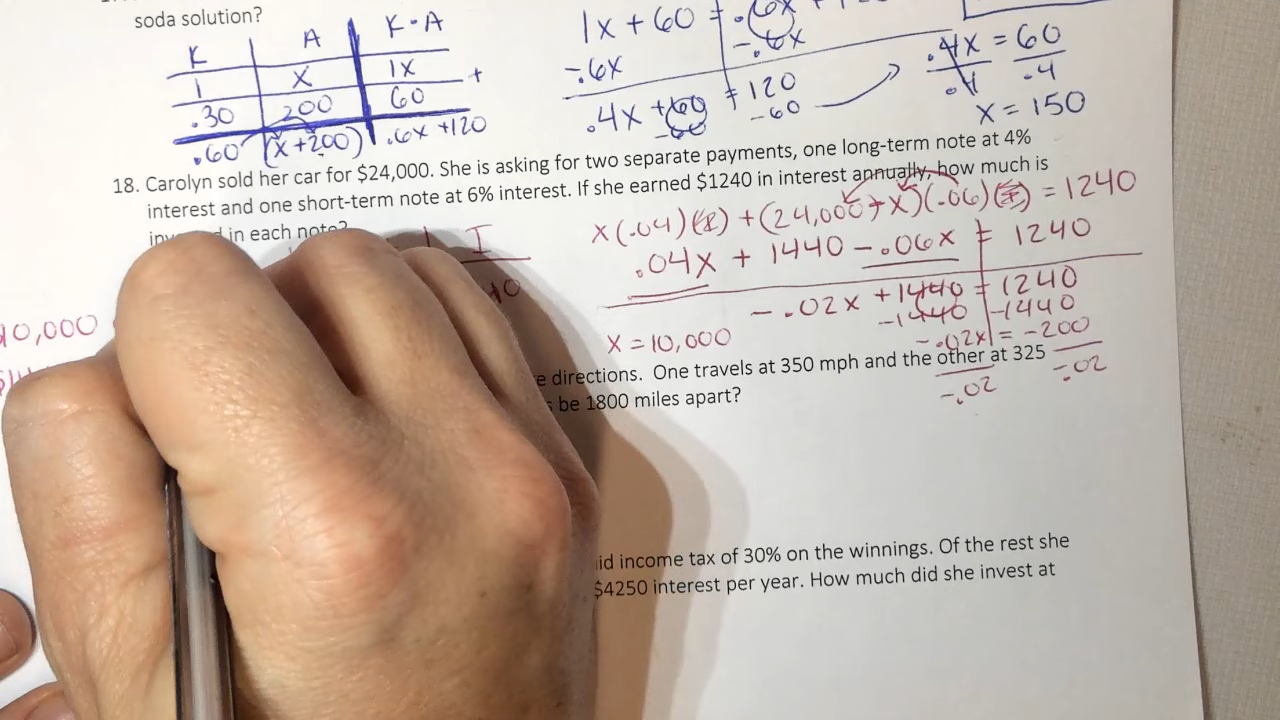 soda solution?
K A K · A
1 X 1X +
.30 200 60
.60 (x+200) .6x +120
1x + 60 = .6x
-.6x -.6x
.4x +60 = 120
-60 -60
.4x = 60
.4 .4
x = 150
18. Carolyn sold her car for $24,000. She is asking for two separate payments, one long-term note at 4%
interest and one short-term note at 6% interest. If she earned $1240 in interest annually, how much is
in each note?
I
x(.04)(1) + (24,000-x)(.06)(1) = 1240
.04x + 1440 - .06x = 1240
-.02x + 1440 = 1240
-1440 -1440
-.02x = -200
-.02 -.02
x = 10,000
10,000
directions. One travels at 350 mph and the other at 325
be 1800 miles apart?
income tax of 30% on the winnings. Of the rest she
$4250 interest per year. How much did she invest at